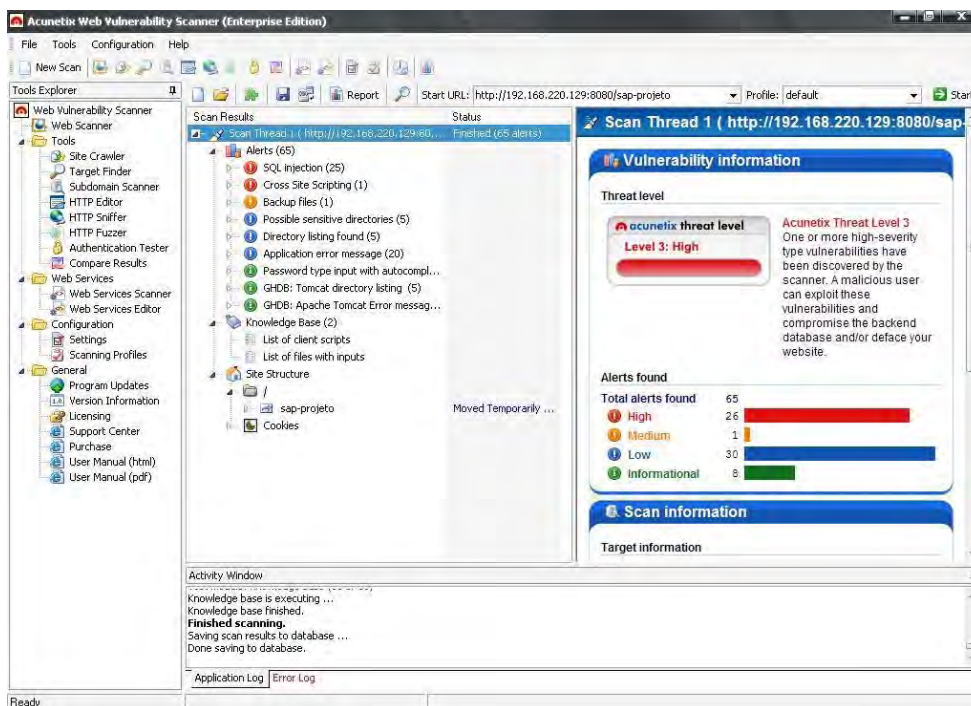 Acunetix Web Vulnerability Scanner (Enterprise Edition)
File Tools Configuration Help
New Scan
Tools Explorer
Report
Start URL: http://192.168.220.129:8080/sap-projeto
Profile: default
Start
Web Vulnerability Scanner
Web Scanner
Tools
Site Crawler
Target Finder
Subdomain Scanner
HTTP Editor
HTTP Sniffer
HTTP Fuzzer
Authentication Tester
Compare Results
Web Services
Web Services Scanner
Web Services Editor
Configuration
Settings
Scanning Profiles
General
Program Updates
Version Information
Licensing
Support Center
Purchase
User Manual (html)
User Manual (pdf)
Scan Results Status
Scan Thread 1 ( http://192.168.220.129:80... Finished (65 alerts)
Alerts (65)
SQL injection (25)
Cross Site Scripting (1)
Backup files (1)
Possible sensitive directories (5)
Directory listing found (5)
Application error message (20)
Password type input with autocompl...
GHDB: Tomcat directory listing (5)
GHDB: Apache Tomcat Error messag...
Knowledge Base (2)
List of client scripts
List of files with inputs
Site Structure
/
sap-projeto Moved Temporarily ...
Cookies
Scan Thread 1 ( http://192.168.220.129:8080/sap-
Vulnerability information
Threat level
acunetix threat level
Level 3: High
Acunetix Threat Level 3
One or more high-severity
type vulnerabilities have
been discovered by the
scanner. A malicious user
can exploit these
vulnerabilities and
compromise the backend
database and/or deface your
website.
Alerts found
Total alerts found 65
High 26
Medium 1
Low 30
Informational 8
Scan information
Target information
Activity Window
Knowledge base is executing ...
Knowledge base finished.
Finished scanning.
Saving scan results to database ...
Done saving to database.
Application Log Error Log
Ready